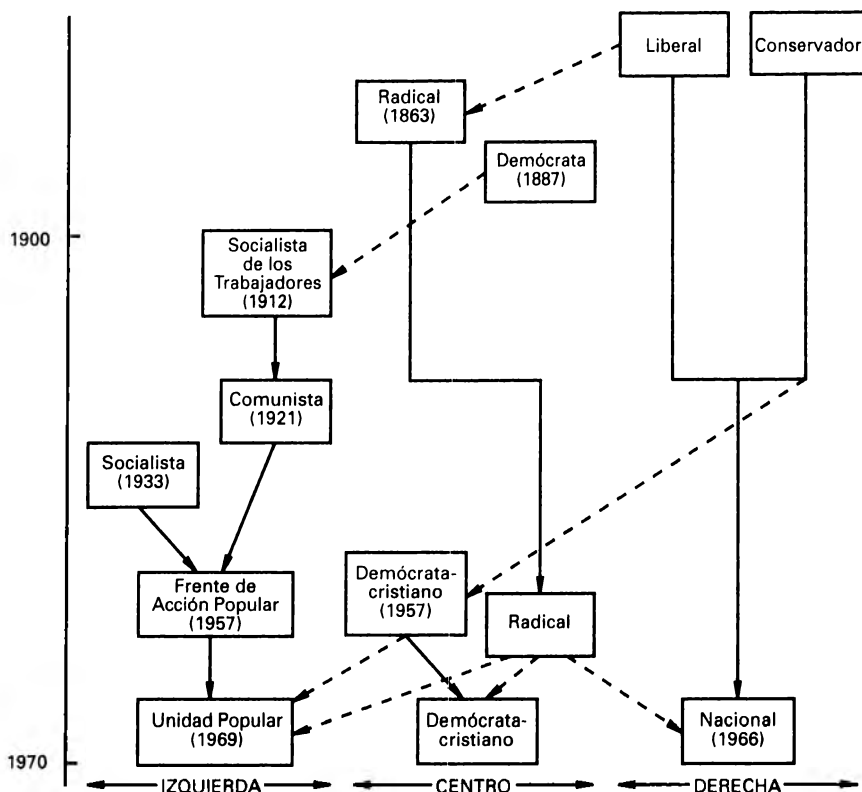 Liberal
Conservador
Radical
(1863)
Demócrata
(1887)
1900
Socialista
de los
Trabajadores
(1912)
Comunista
(1921)
Socialista
(1933)
Frente de
Acción Popular
(1957)
Demócrata-
cristiano
(1957)
Radical
Unidad Popular
(1969)
Demócrata-
cristiano
Nacional
(1966)
1970
IZQUIERDA
CENTRO
DERECHA